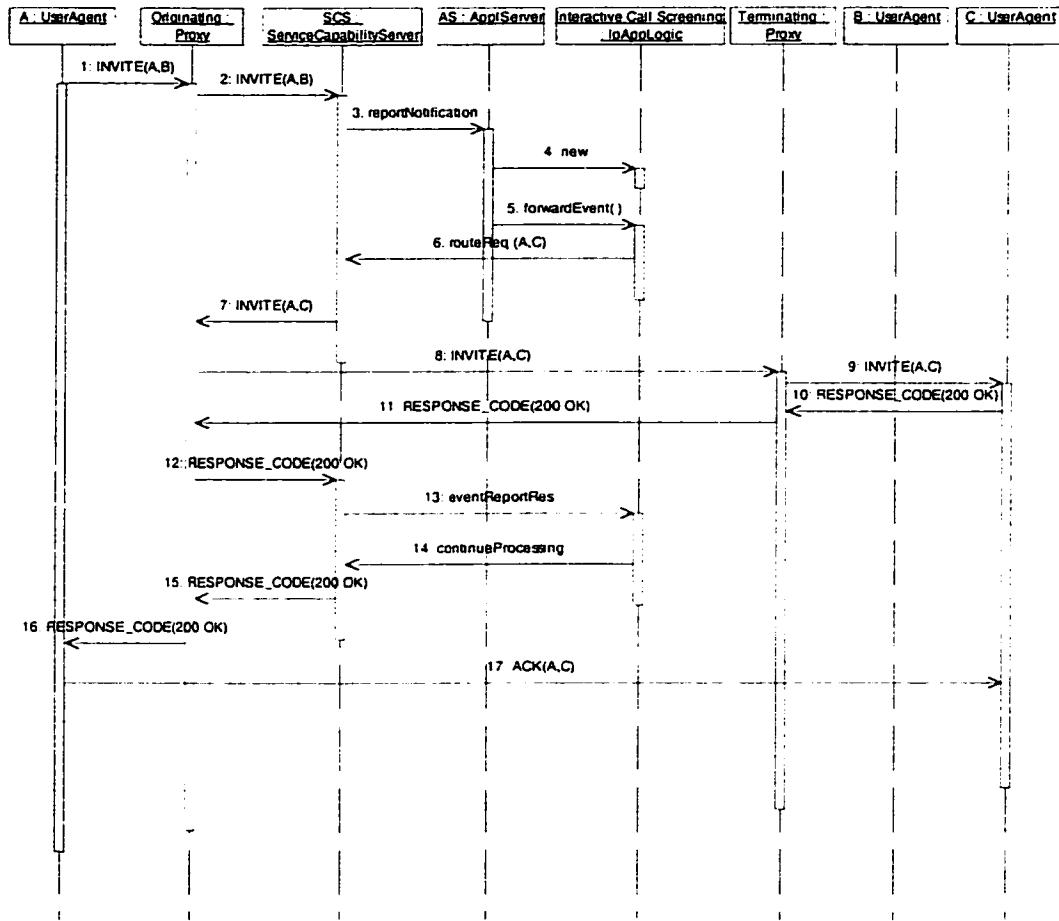 A : UserAgent
Originating :
Proxy
SCS :
ServiceCapabilityServer
AS : ApplServer
Interactive Call Screening
: IpAppLogic
Terminating :
Proxy
B : UserAgent
C : UserAgent
1: INVITE(A,B)
2: INVITE(A,B)
3. reportNotification
4. new
5. forwardEvent( )
6. routeReq (A,C)
7: INVITE(A,C)
8: INVITE(A,C)
9: INVITE(A,C)
10: RESPONSE_CODE(200 OK)
11 RESPONSE_CODE(200 OK)
12: RESPONSE_CODE(200 OK)
13: eventReportRes
14. continueProcessing
15. RESPONSE_CODE(200 OK)
16: RESPONSE_CODE(200 OK)
17 ACK(A,C)